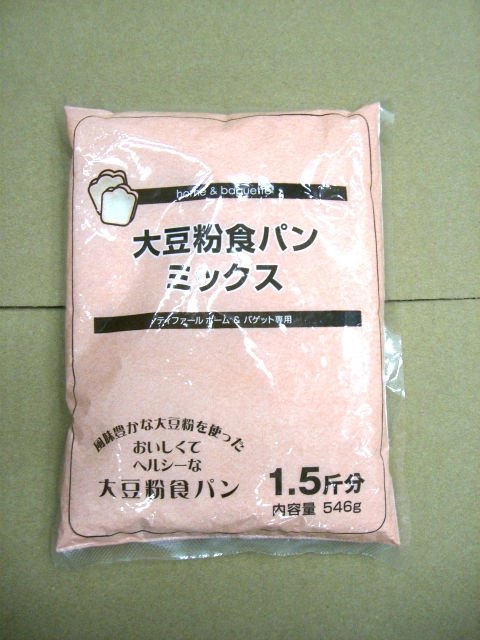 home & baguette
大豆粉食パン
ミックス
ティファール ホーム & バゲット専用
風味豊かな大豆粉を使った
おいしくて
ヘルシーな
大豆粉食パン
1.5斤分
内容量 546g